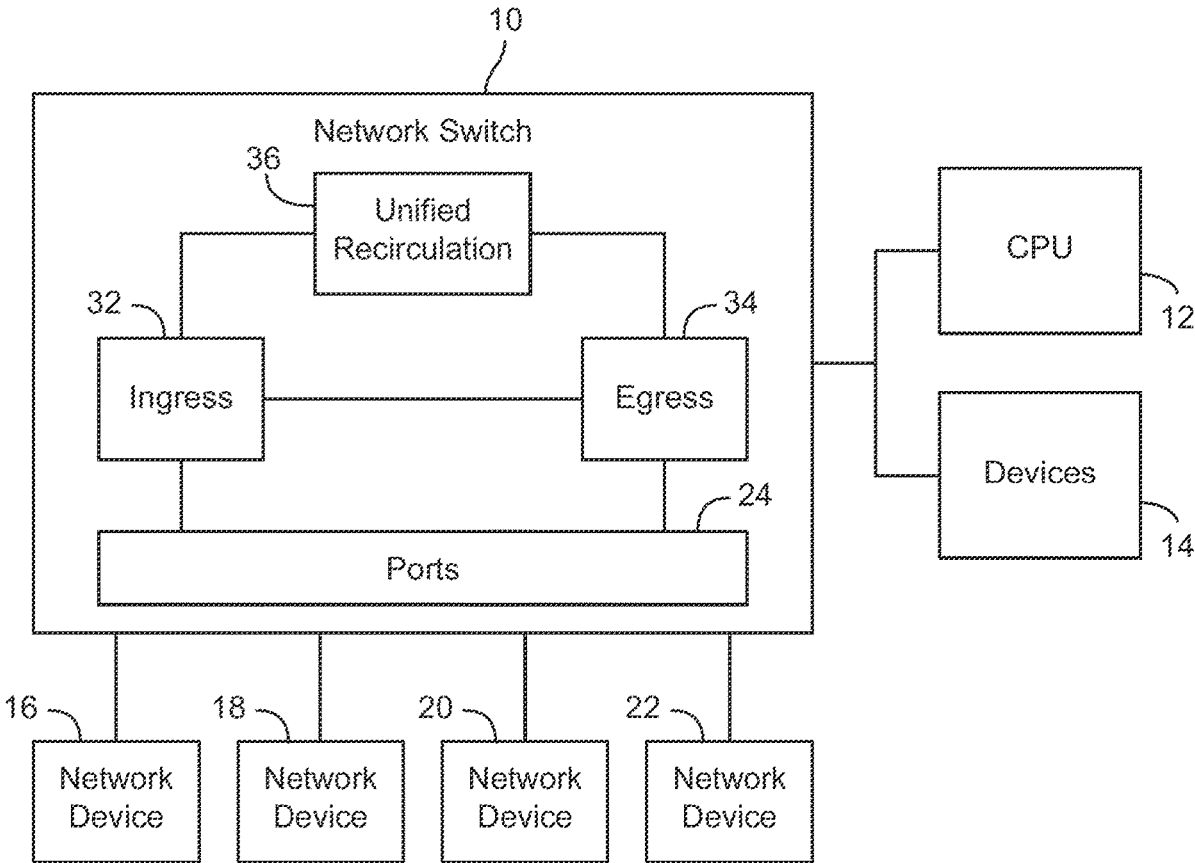 10
Network Switch
36
Unified
Recirculation
32
34
Ingress
Egress
24
Ports
CPU
12
Devices
14
16
18
20
22
Network
Device
Network
Device
Network
Device
Network
Device